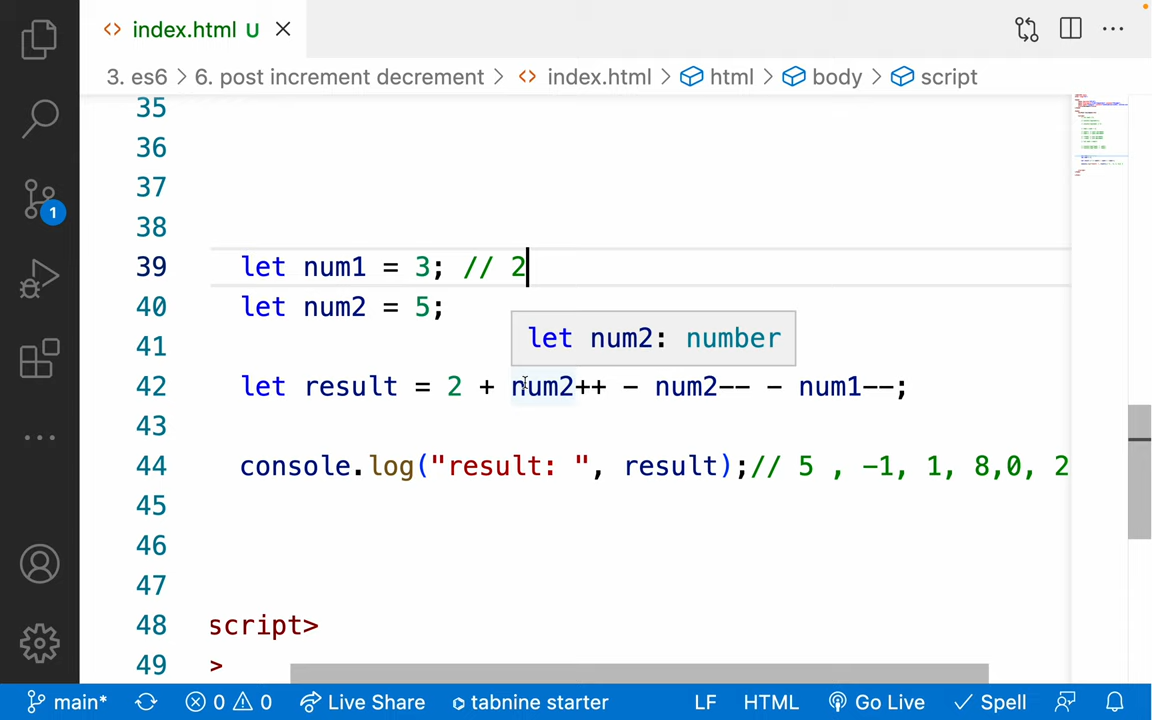 index.html U
3. es6 > 6. post increment decrement > index.html > html > body > script
35
36
37
38
39 let num1 = 3; // 2
40 let num2 = 5;
let num2: number
41
42 let result = 2 + num2++ - num2-- - num1--;
43
44 console.log("result: ", result);// 5 , -1, 1, 8,0, 2
45
46
47
48 script>
49 >
1
main* 0 0 Live Share tabnine starter LF HTML Go Live Spell